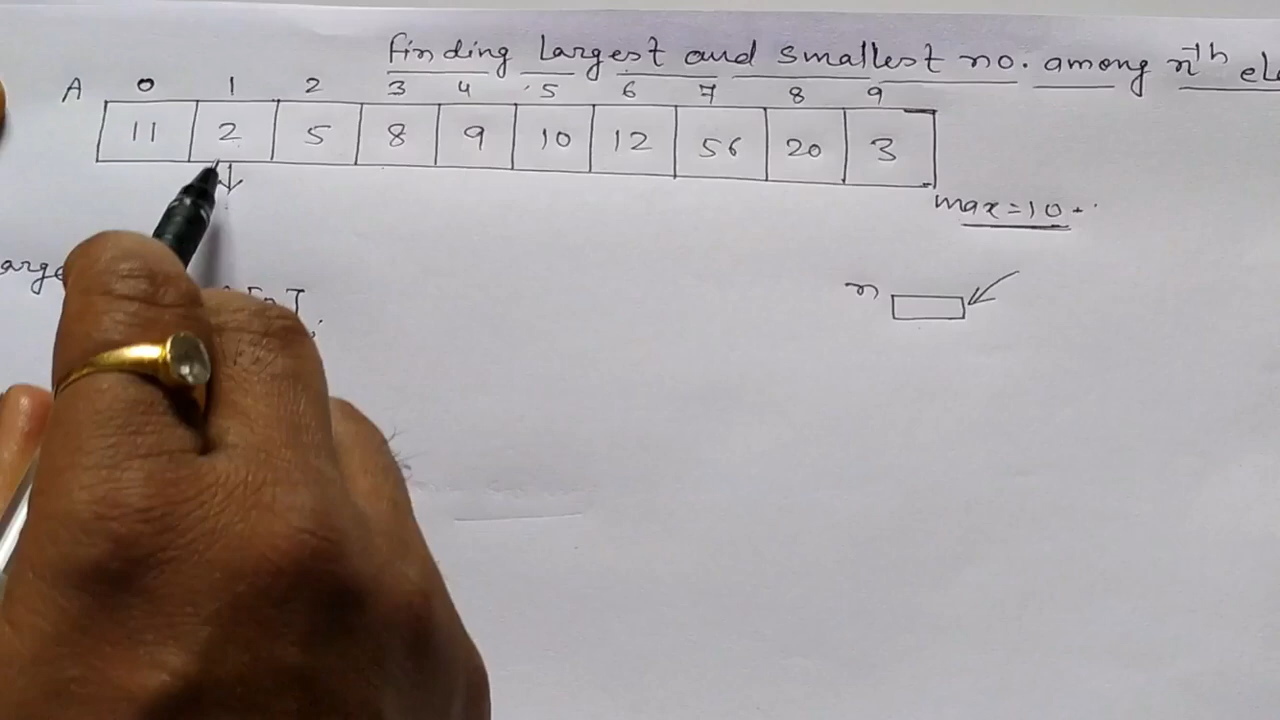 Finding Largest and smallest no. among nth
A 0 1 2 3 4 5 6 7 8 9
11 2 5 8 9 10 12 56 20 3
max=10
n